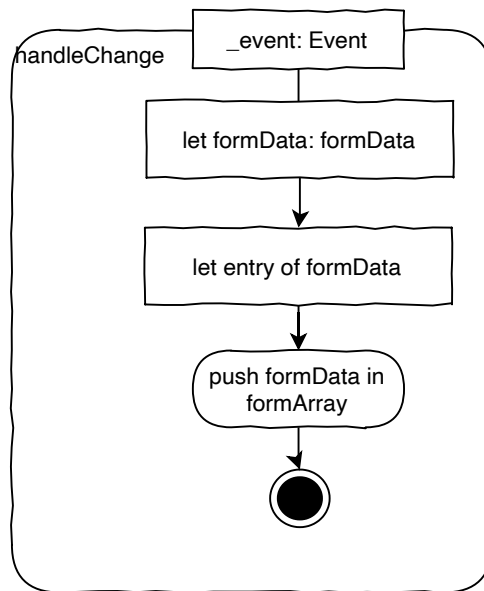 _event: Event
handleChange
let formData: formData
let entry of formData
push formData in
formArray